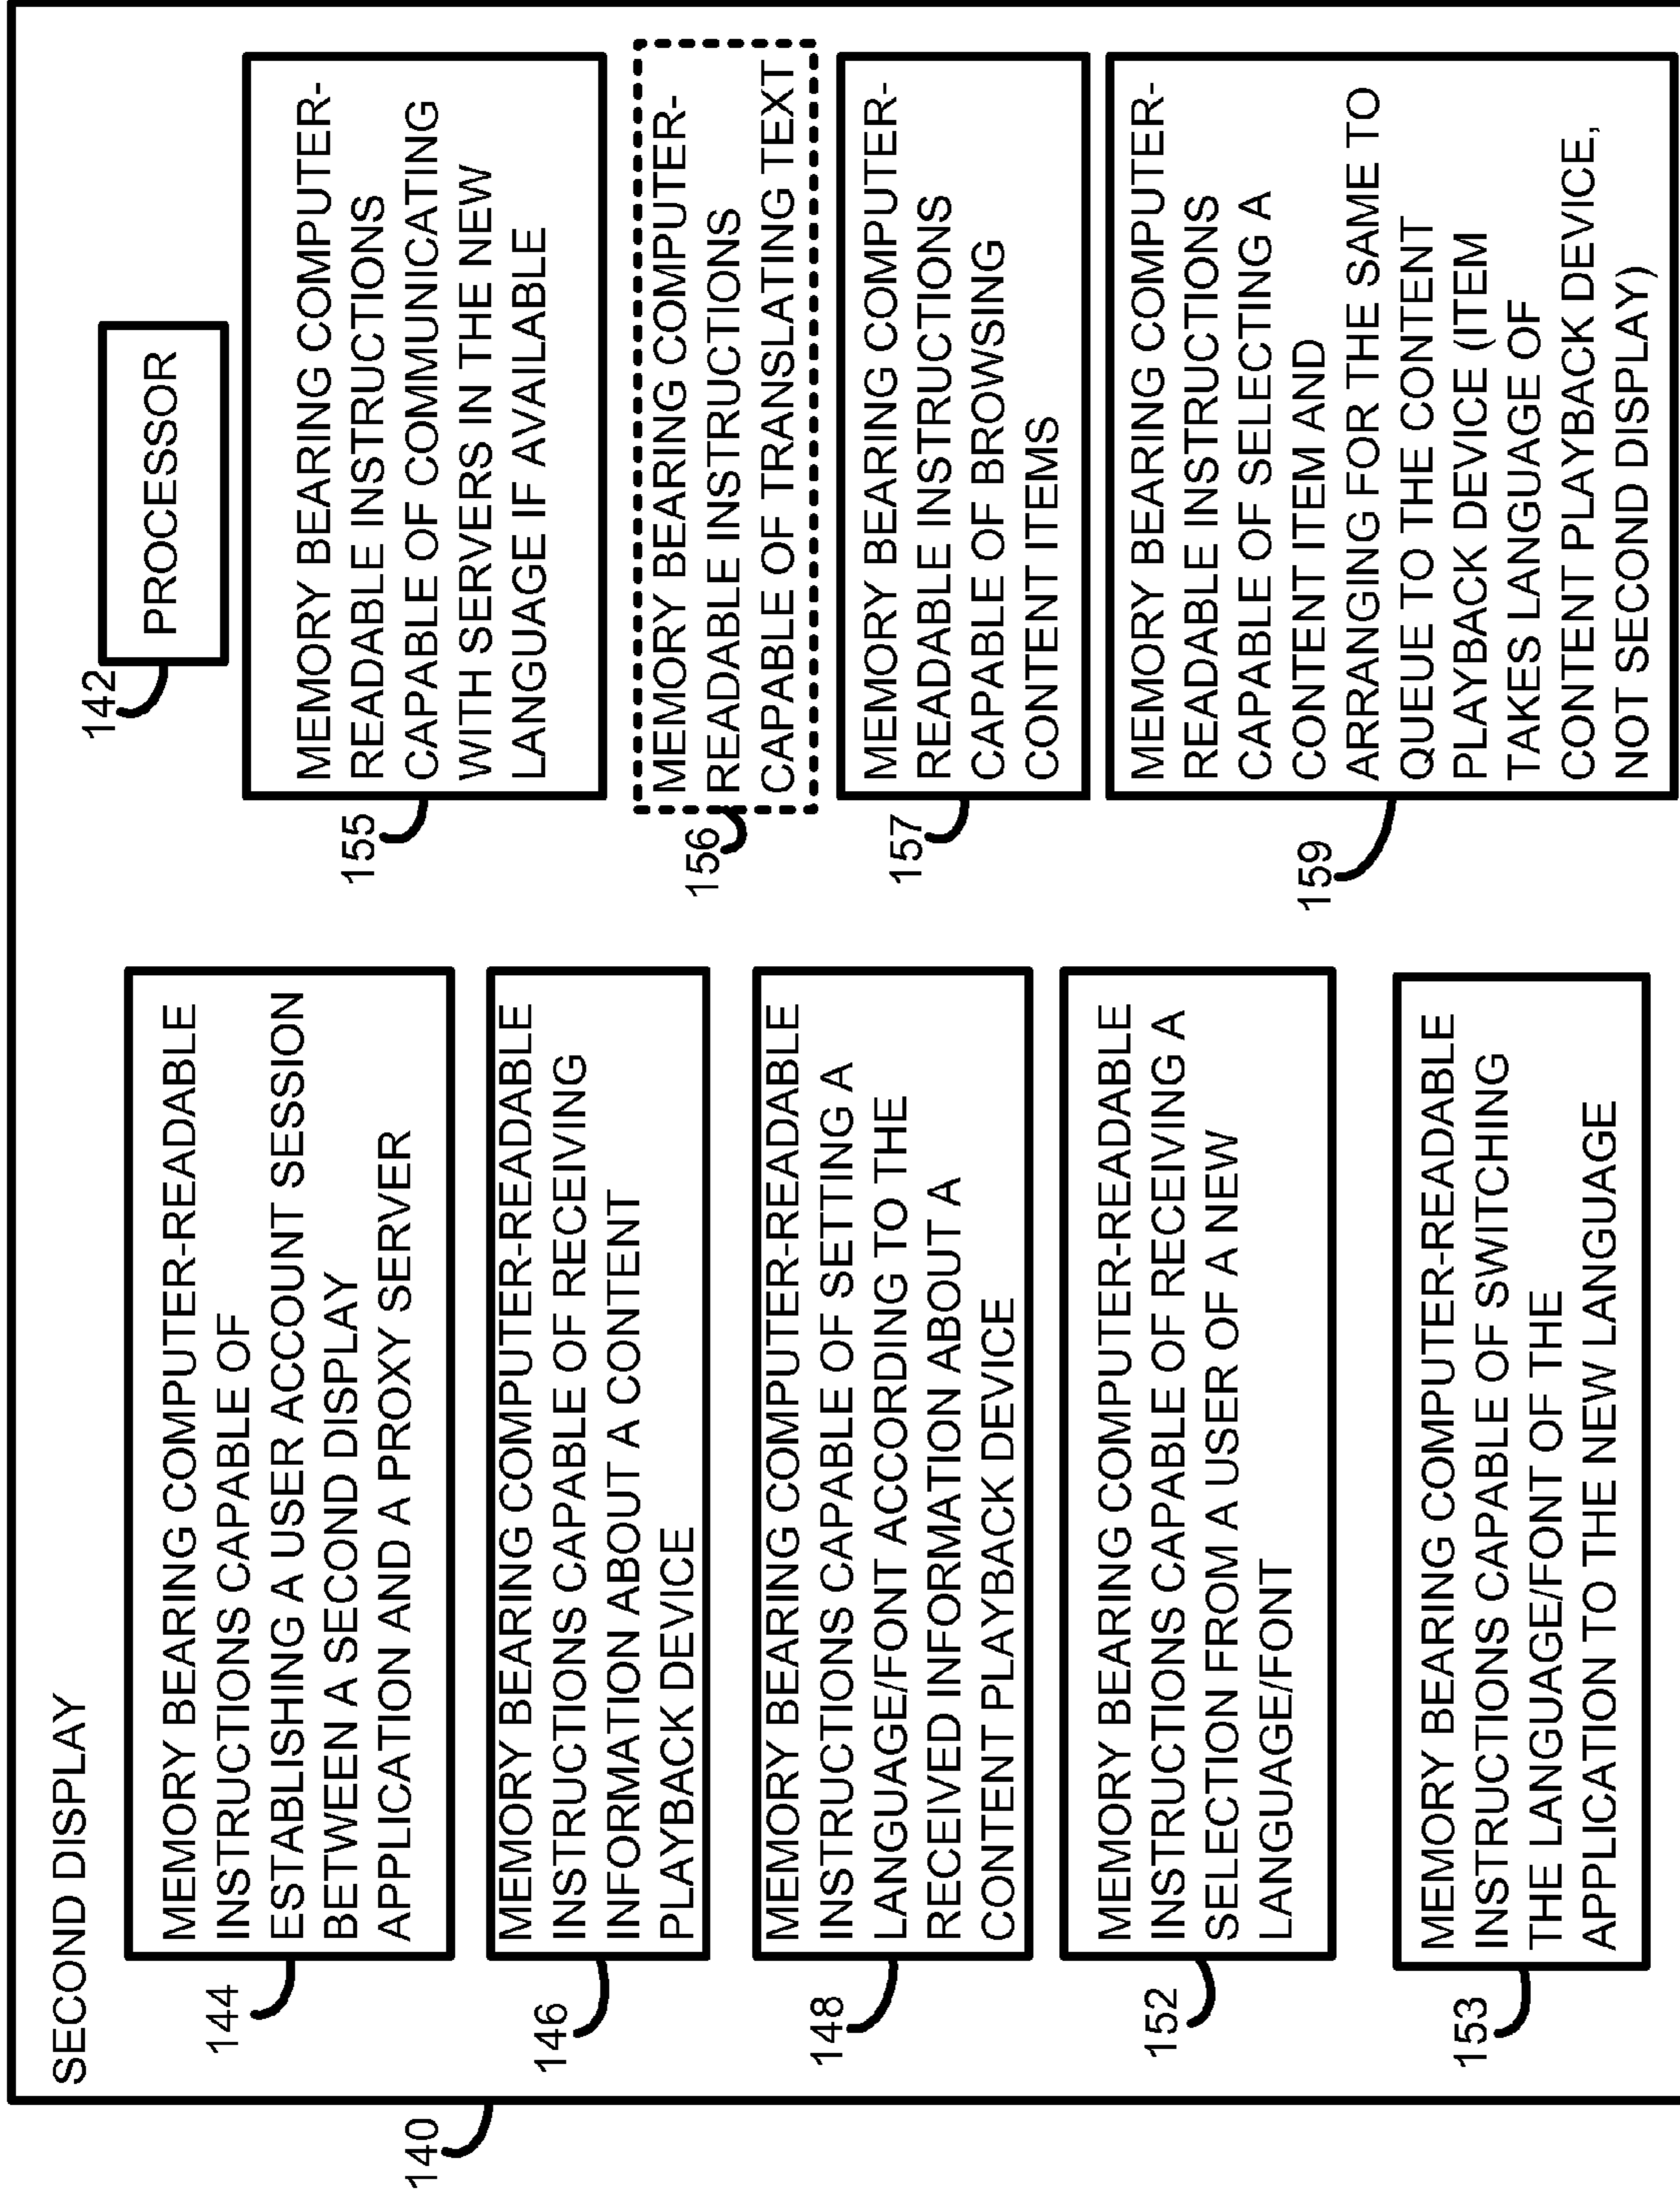 SECOND DISPLAY
140
144
MEMORY BEARING COMPUTER-READABLE
INSTRUCTIONS CAPABLE OF
ESTABLISHING A USER ACCOUNT SESSION
BETWEEN A SECOND DISPLAY
APPLICATION AND A PROXY SERVER
146
MEMORY BEARING COMPUTER-READABLE
INSTRUCTIONS CAPABLE OF RECEIVING
INFORMATION ABOUT A CONTENT
PLAYBACK DEVICE
148
MEMORY BEARING COMPUTER-READABLE
INSTRUCTIONS CAPABLE OF SETTING A
LANGUAGE/FONT ACCORDING TO THE
RECEIVED INFORMATION ABOUT A
CONTENT PLAYBACK DEVICE
152
MEMORY BEARING COMPUTER-READABLE
INSTRUCTIONS CAPABLE OF RECEIVING A
SELECTION FROM A USER OF A NEW
LANGUAGE/FONT
153
MEMORY BEARING COMPUTER-READABLE
INSTRUCTIONS CAPABLE OF SWITCHING
THE LANGUAGE/FONT OF THE
APPLICATION TO THE NEW LANGUAGE
142
PROCESSOR
155
MEMORY BEARING COMPUTER-
READABLE INSTRUCTIONS
CAPABLE OF COMMUNICATING
WITH SERVERS IN THE NEW
LANGUAGE IF AVAILABLE
156
MEMORY BEARING COMPUTER-
READABLE INSTRUCTIONS
CAPABLE OF TRANSLATING TEXT
157
MEMORY BEARING COMPUTER-
READABLE INSTRUCTIONS
CAPABLE OF BROWSING
CONTENT ITEMS
159
MEMORY BEARING COMPUTER-
READABLE INSTRUCTIONS
CAPABLE OF SELECTING A
CONTENT ITEM AND
ARRANGING FOR THE SAME TO
QUEUE TO THE CONTENT
PLAYBACK DEVICE (ITEM
TAKES LANGUAGE OF
CONTENT PLAYBACK DEVICE,
NOT SECOND DISPLAY)